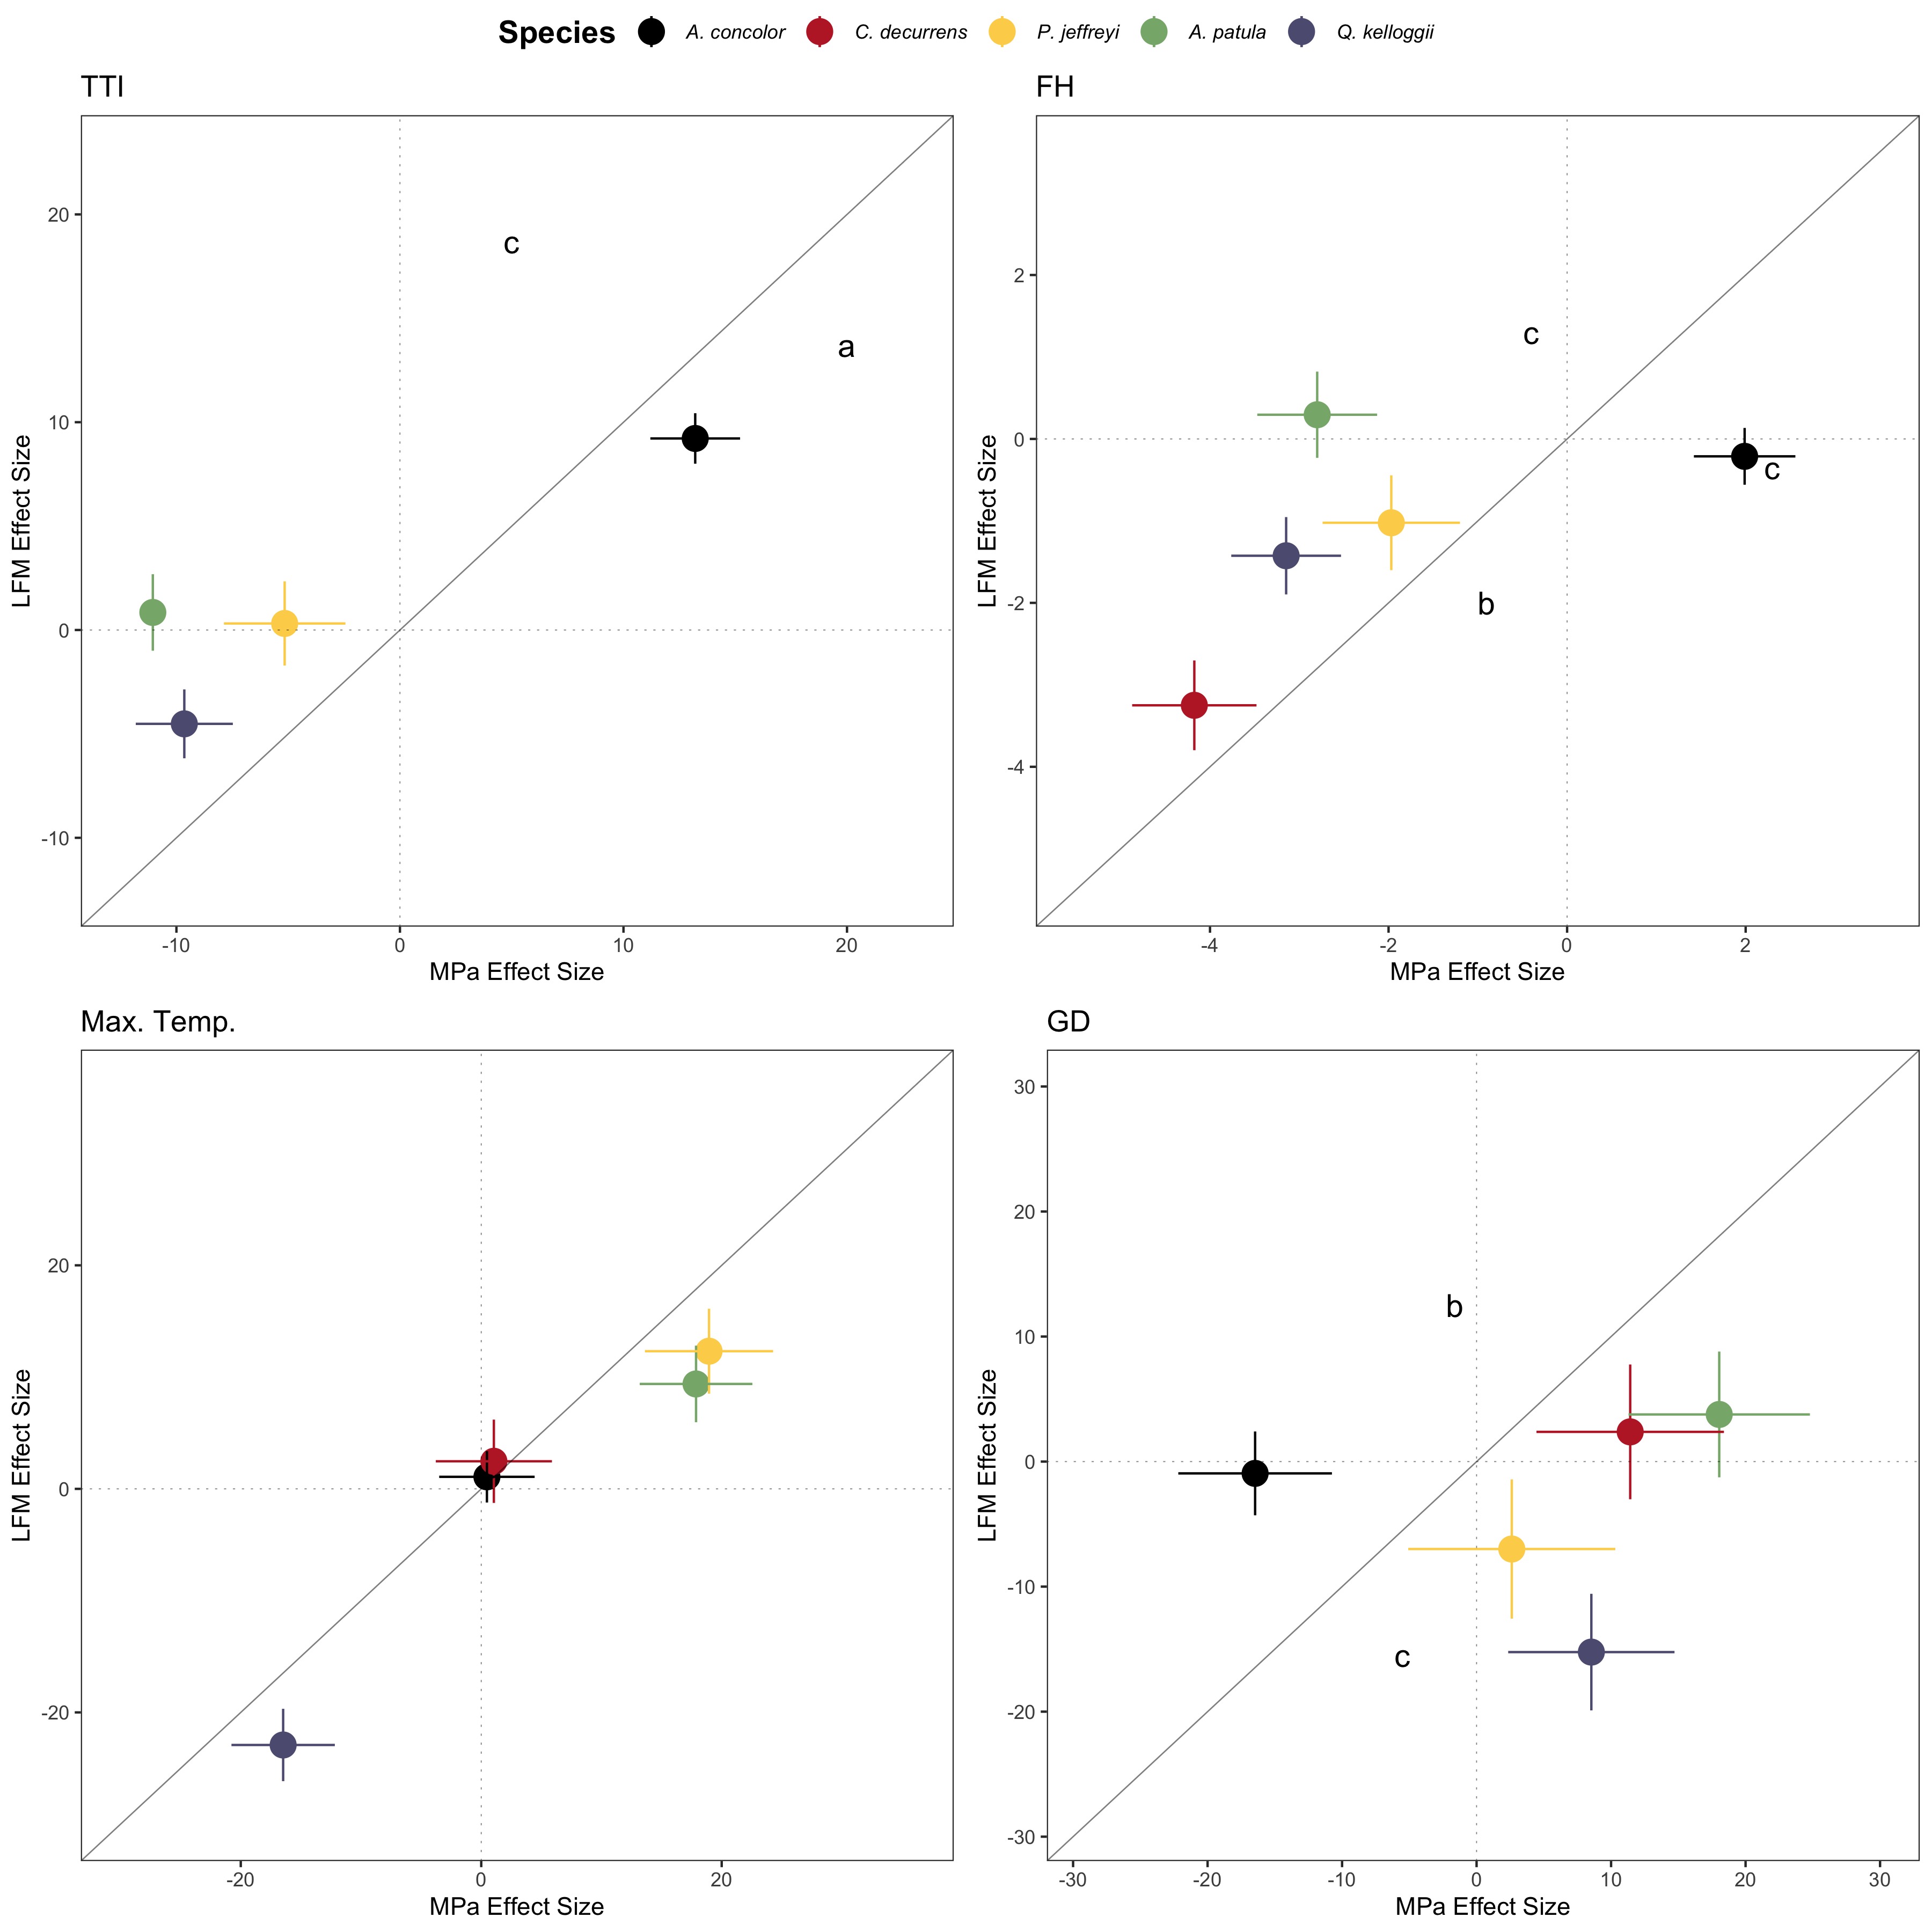 Species A. concolor C. decurrens P. jeffreyi A. patula Q. kelloggii
TTI
20
10
0
-10
LFM Effect Size
c
a
-10 0 10 20
MPa Effect Size
FH
2
0
-2
-4
LFM Effect Size
c
c
b
-4 -2 0 2
MPa Effect Size
Max. Temp.
20
0
-20
LFM Effect Size
-20 0 20
MPa Effect Size
GD
30
20
10
0
-10
-20
-30
LFM Effect Size
b
c
-30 -20 -10 0 10 20 30
MPa Effect Size